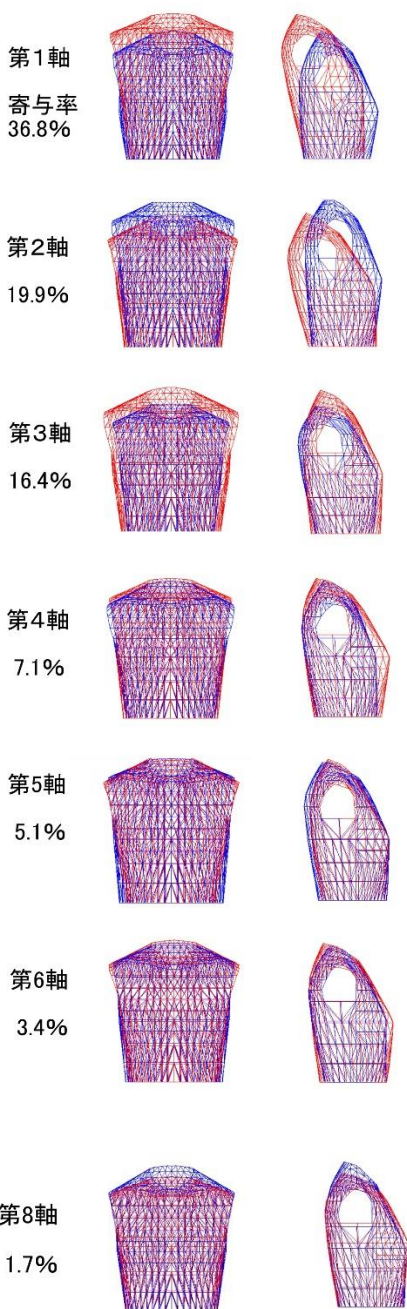 第1軸
寄与率
36.8%
第2軸
19.9%
第3軸
16.4%
第4軸
7.1%
第5軸
5.1%
第6軸
3.4%
第8軸
1.7%